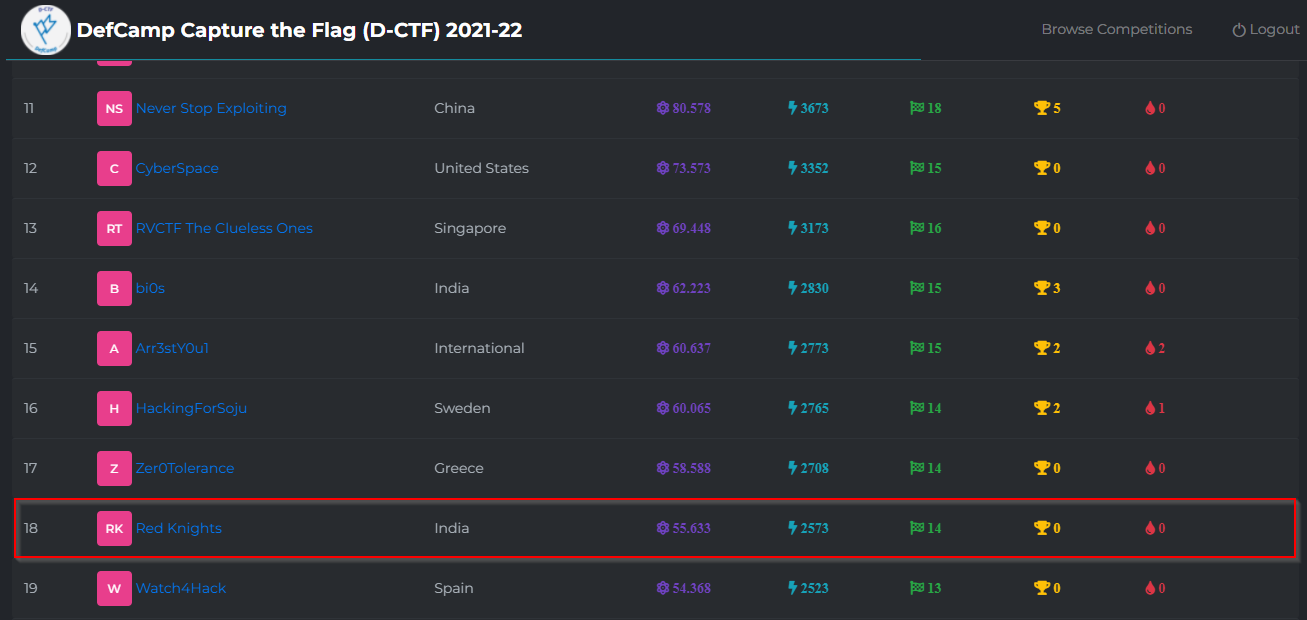 D-CTF
DefCamp
DefCamp Capture the Flag (D-CTF) 2021-22 Browse Competitions Logout
11 NS Never Stop Exploiting China 80.578 3673 18 5 0
12 C CyberSpace United States 73.573 3352 15 0 0
13 RT RVCTF The Clueless Ones Singapore 69.448 3173 16 0 0
14 B bi0s India 62.223 2830 15 3 0
15 A Arr3stY0u1 International 60.637 2773 15 2 2
16 H HackingForSoju Sweden 60.065 2765 14 2 1
17 Z Zer0Tolerance Greece 58.588 2708 14 0 0
18 RK Red Knights India 55.633 2573 14 0 0
19 W Watch4Hack Spain 54.368 2523 13 0 0